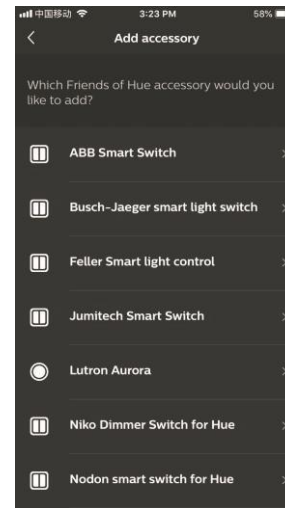 中国移动 3:23 PM 58%
Add accessory
Which Friends of Hue accessory would you
like to add?
ABB Smart Switch
Busch-Jaeger smart light switch
Feller Smart light control
Jumitech Smart Switch
Lutron Aurora
Niko Dimmer Switch for Hue
Nodon smart switch for Hue